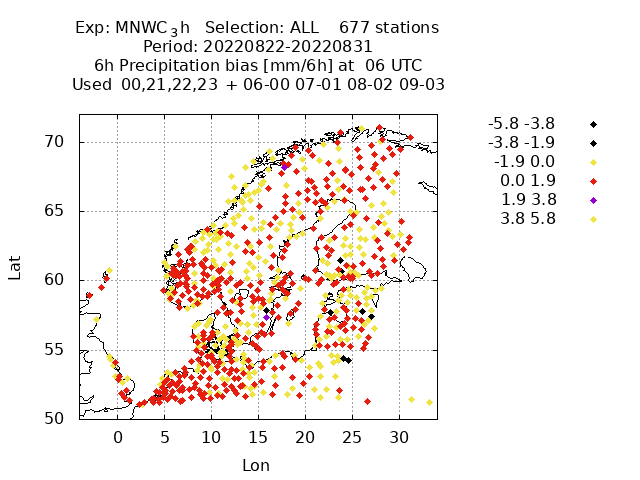 Exp: MNWC₃h   Selection: ALL    677 stations
Period: 20220822-20220831
6h Precipitation bias [mm/6h] at  06 UTC
Used  00,21,22,23  + 06-00 07-01 08-02 09-03
-5.8 -3.8
-3.8 -1.9
-1.9 0.0
0.0 1.9
1.9 3.8
3.8 5.8
70
65
60
55
50
Lat
0 5 10 15 20 25 30
Lon